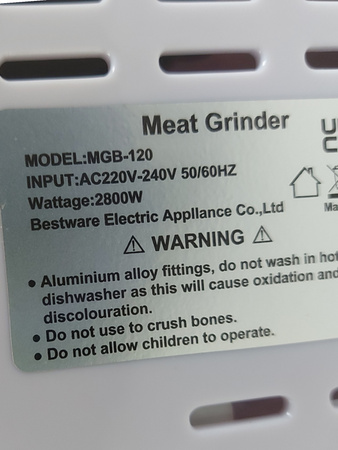 Meat Grinder
MODEL:MGB-120
INPUT:AC220V-240V 50/60HZ
Wattage:2800W
Bestware Electric Appllance Co.,Ltd
WARNING
• Aluminium alloy fittings, do not wash in
dishwasher as this will cause oxidation and
discolouration.
• Do not use to crush bones.
• Do not allow children to operate.